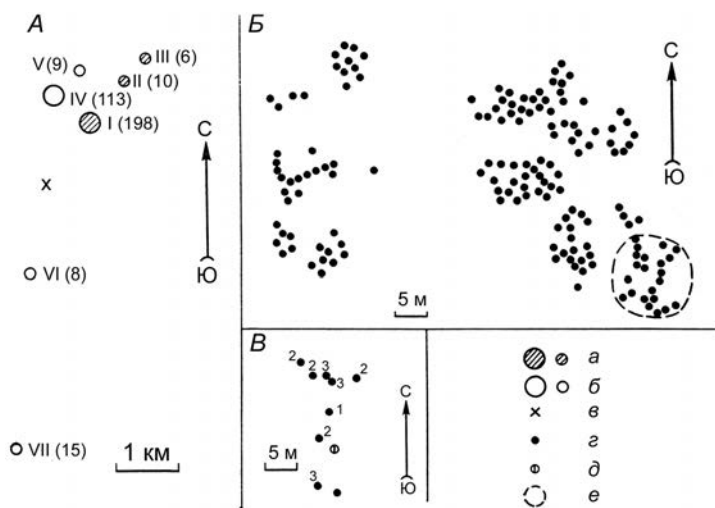 А
III (6)
V (9)
II (10)
IV (113)
I (198)
С
x
Ю
VI (8)
VII (15)
1 км
Б
С
Ю
5 м
В
2
2 3
2
3
С
1
2
5 м
Ю
3
а
б
x в
г
д
е